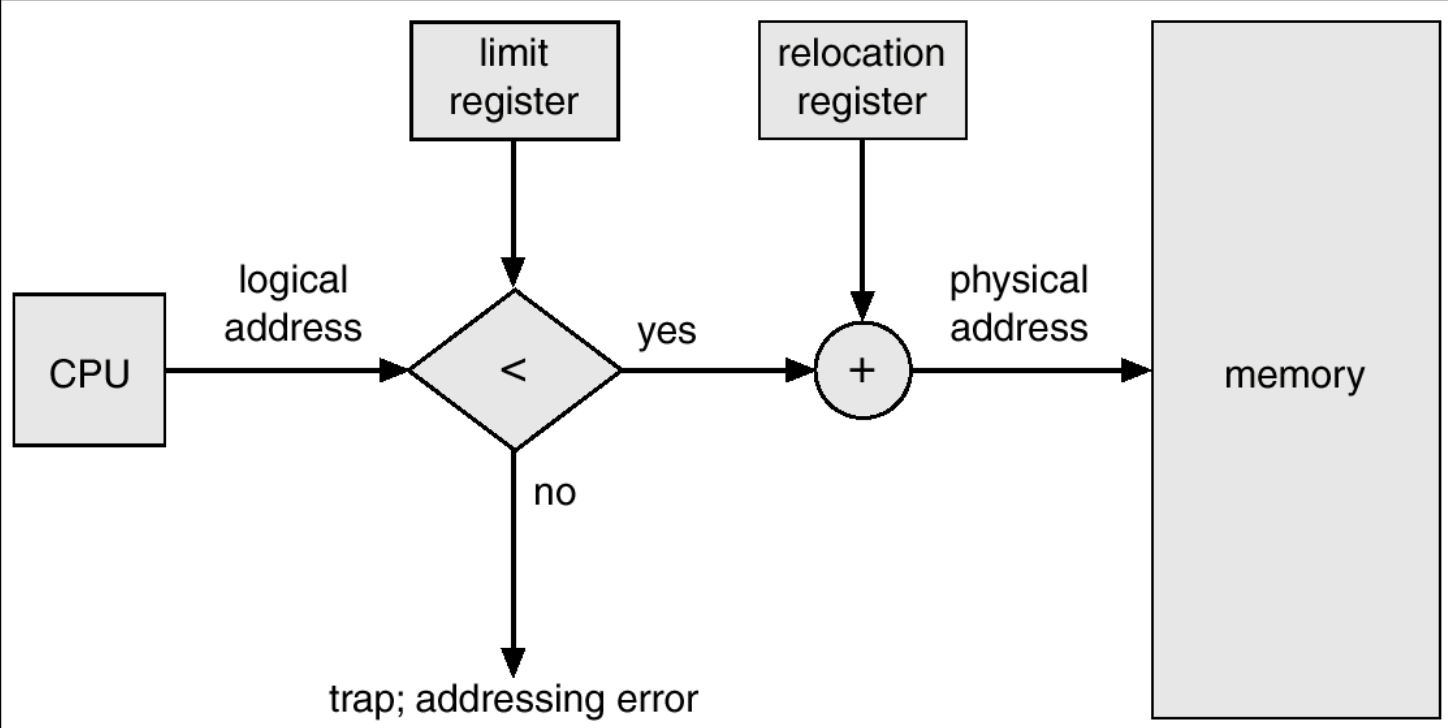 limit
register
relocation
register
logical
address
CPU
<
yes
+
physical
address
memory
no
trap; addressing error